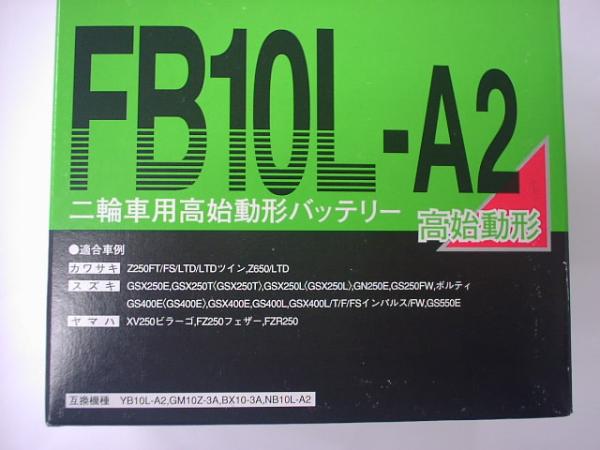 FB10L-A2
二輪車用高始動形バッテリー
高始動形
●適合車例
カワサキ Z250FT/FS/LTD/LTDツイン,Z650/LTD
スズキ GSX250E,GSX250T〈GSX250T〉,GSX250L〈GSX250L〉,GN250E,GS250FW,ボルティ
GS400E〈GS400E〉,GSX400E,GS400L,GSX400L/T/F/FSインパルス/FW,GS550E
ヤマハ XV250ビラーゴ,FZ250フェザー,FZR250
互換機種 YB10L-A2,GM10Z-3A,BX10-3A,NB10L-A2